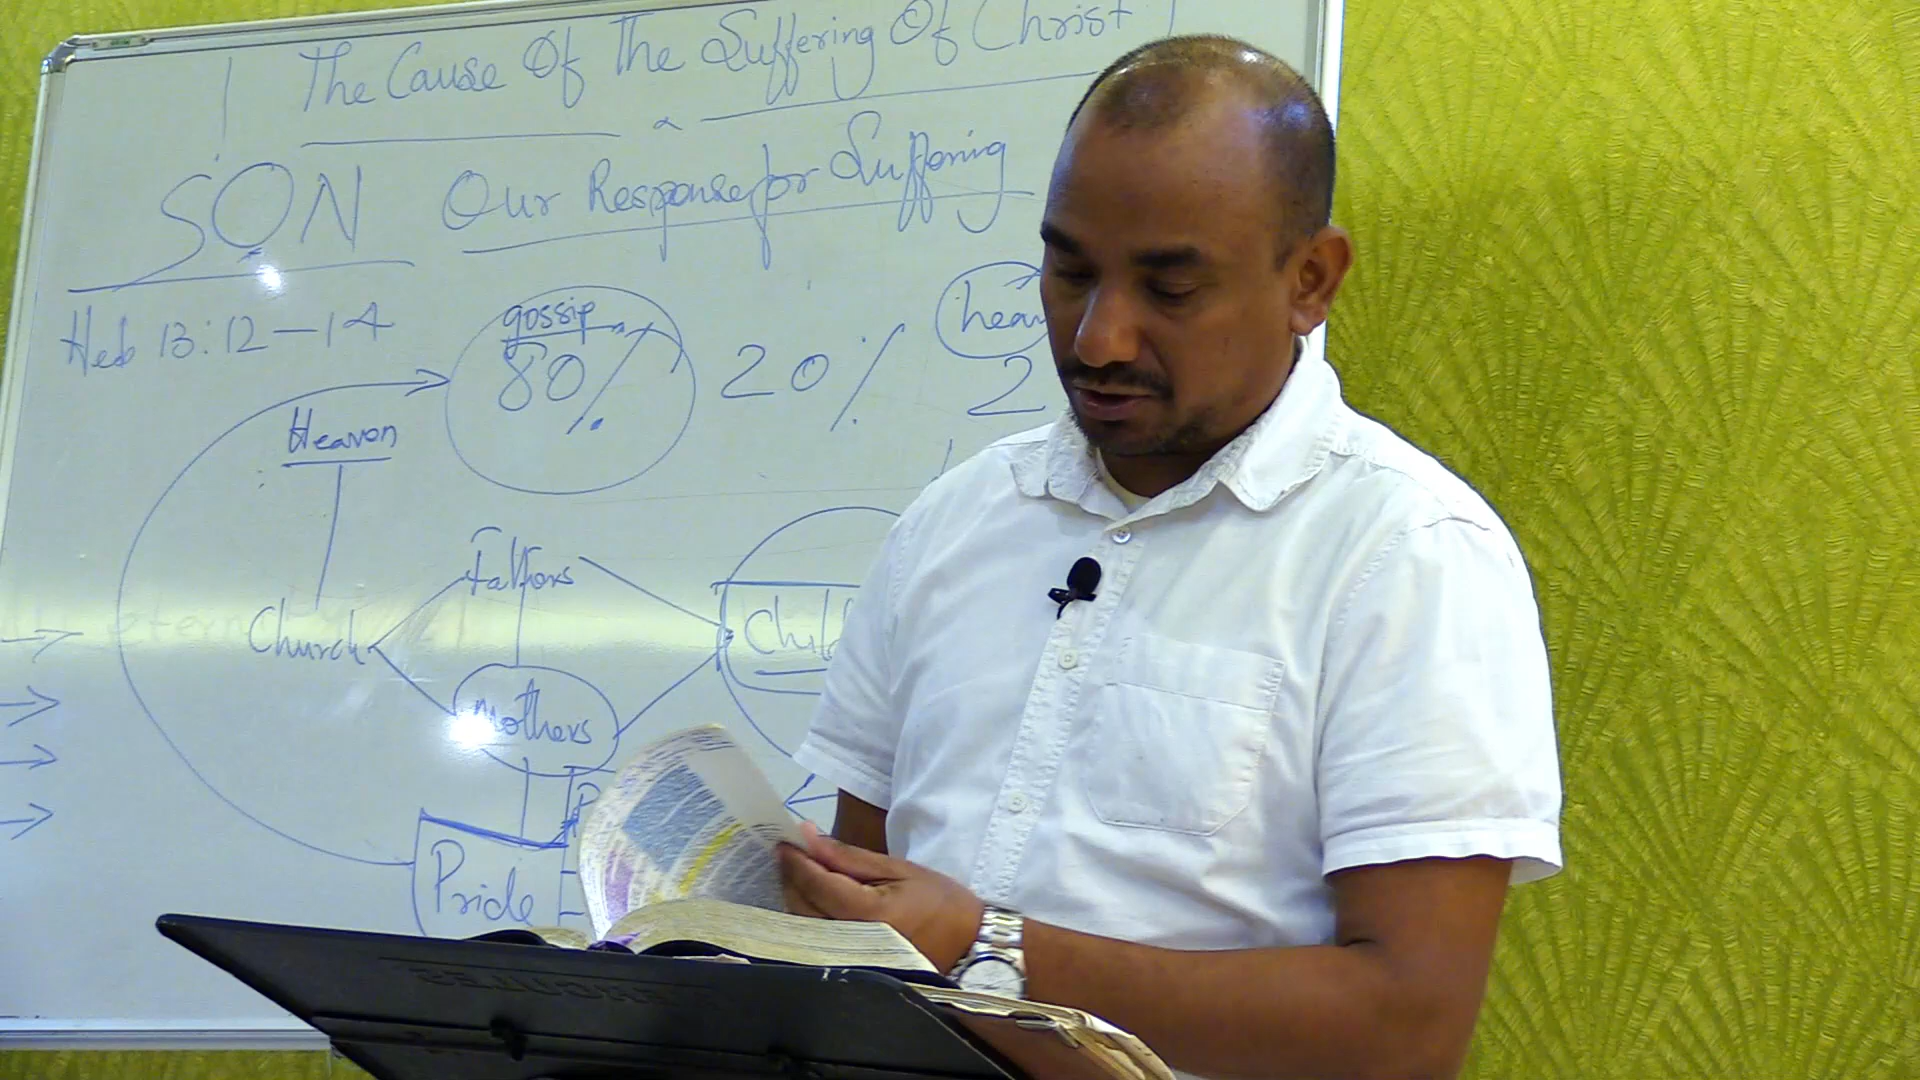 The Cause Of The Suffering Of Christ
SON
Our Response for Suffering
Heb 13:12-14
gossip
80%
20%
2
Heaven
Church
Fathers
mothers
Pride